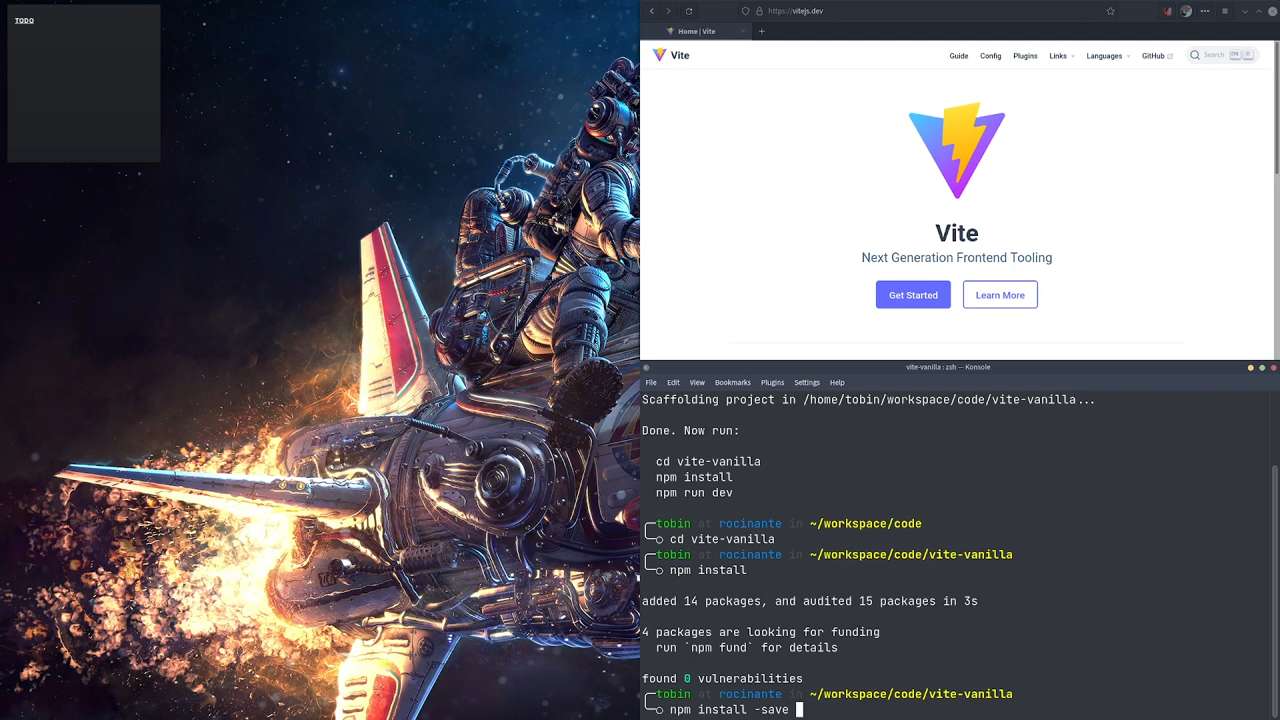 TODO
https://vitejs.dev
Home | Vite
Vite
Guide Config Plugins Links Languages GitHub Search
Vite
Next Generation Frontend Tooling
Get Started Learn More
vite-vanilla : zsh — Konsole
File Edit View Bookmarks Plugins Settings Help
Scaffolding project in /home/tobin/workspace/code/vite-vanilla...
Done. Now run:
cd vite-vanilla
npm install
npm run dev
tobin at rocinante in ~/workspace/code
cd vite-vanilla
tobin at rocinante in ~/workspace/code/vite-vanilla
npm install
added 14 packages, and audited 15 packages in 3s
4 packages are looking for funding
run `npm fund` for details
found 0 vulnerabilities
tobin at rocinante in ~/workspace/code/vite-vanilla
npm install -save